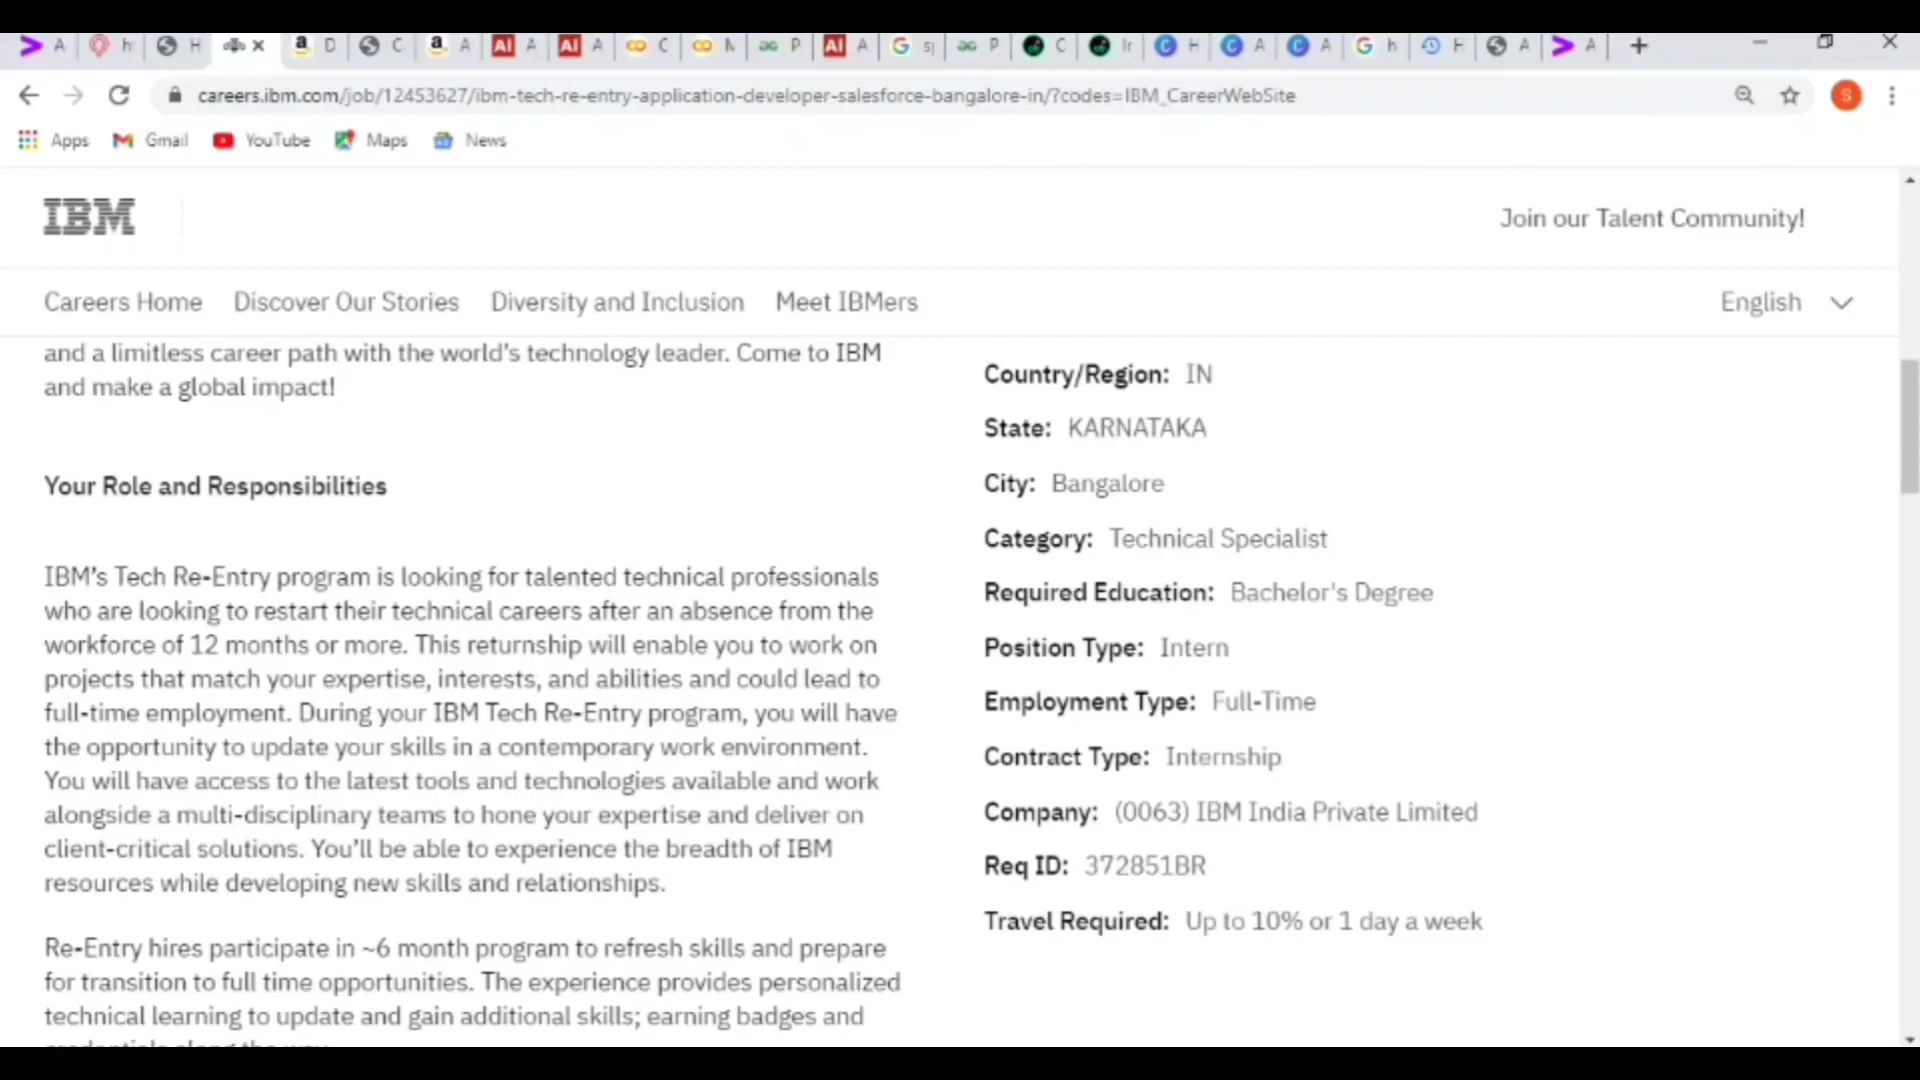 A h H D C A AI A AI A C M P AI A G sj P C Ir H A A G h H A A
careers.ibm.com/job/12453627/ibm-tech-re-entry-application-developer-salesforce-bangalore-in/?codes=IBM_CareerWebSite S
Apps Gmail YouTube Maps News
IBM
Join our Talent Community!
Careers Home Discover Our Stories Diversity and Inclusion Meet IBMers English
and a limitless career path with the world's technology leader. Come to IBM
and make a global impact!
Your Role and Responsibilities
IBM's Tech Re-Entry program is looking for talented technical professionals
who are looking to restart their technical careers after an absence from the
workforce of 12 months or more. This returnship will enable you to work on
projects that match your expertise, interests, and abilities and could lead to
full-time employment. During your IBM Tech Re-Entry program, you will have
the opportunity to update your skills in a contemporary work environment.
You will have access to the latest tools and technologies available and work
alongside a multi-disciplinary teams to hone your expertise and deliver on
client-critical solutions. You'll be able to experience the breadth of IBM
resources while developing new skills and relationships.
Re-Entry hires participate in ~6 month program to refresh skills and prepare
for transition to full time opportunities. The experience provides personalized
technical learning to update and gain additional skills; earning badges and
Country/Region: IN
State: KARNATAKA
City: Bangalore
Category: Technical Specialist
Required Education: Bachelor's Degree
Position Type: Intern
Employment Type: Full-Time
Contract Type: Internship
Company: (0063) IBM India Private Limited
Req ID: 372851BR
Travel Required: Up to 10% or 1 day a week